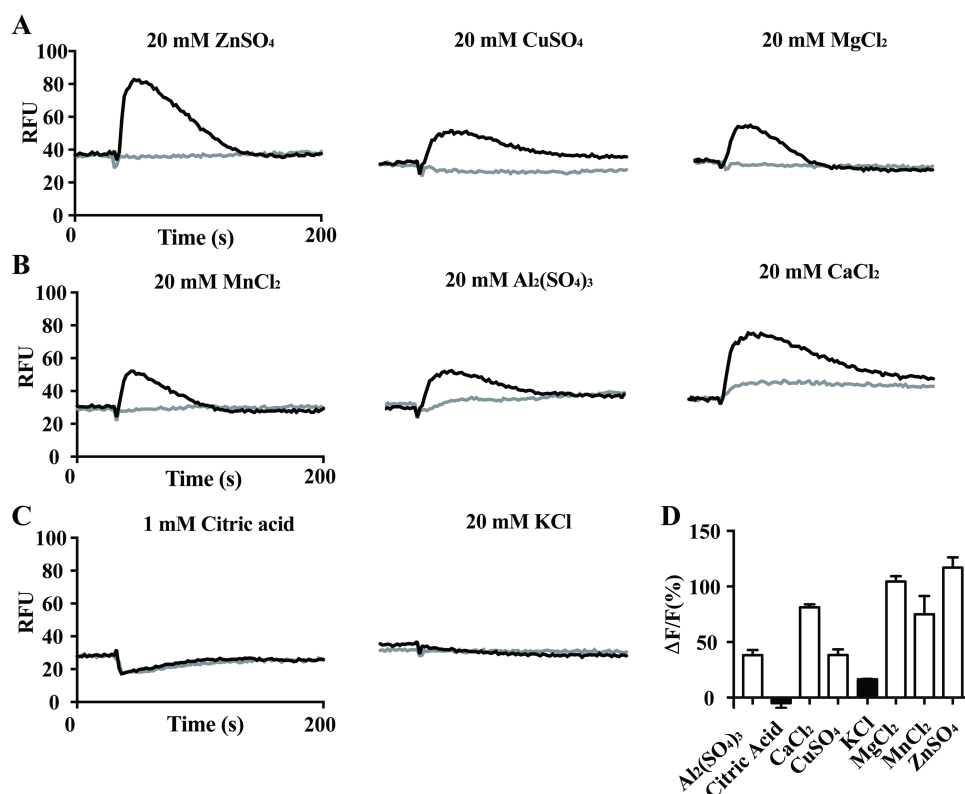 A
20 mM ZnSO₄
20 mM CuSO₄
20 mM MgCl₂
100
80
60
40
20
0
RFU
0
200
Time (s)
B
20 mM MnCl₂
20 mM Al₂(SO₄)₃
20 mM CaCl₂
100
80
60
40
20
0
RFU
0
200
Time (s)
C
1 mM Citric acid
20 mM KCl
100
80
60
40
20
0
RFU
0
200
Time (s)
D
150
100
50
0
ΔF/F(%)
Al₂(SO₄)₃
Citric Acid
CaCl₂
CuSO₄
KCl
MgCl₂
MnCl₂
ZnSO₄